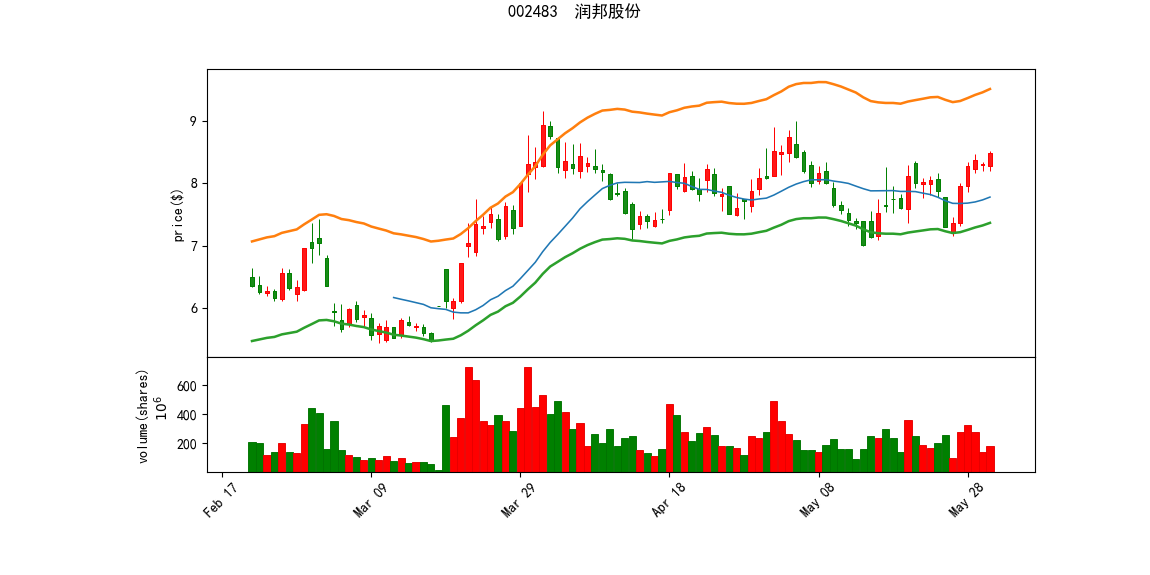 002483 润邦股份
9
8
7
6
price($)
600
400
200
volume(shares)
10^6
Feb 17
Mar 09
Mar 29
Apr 18
May 08
May 28